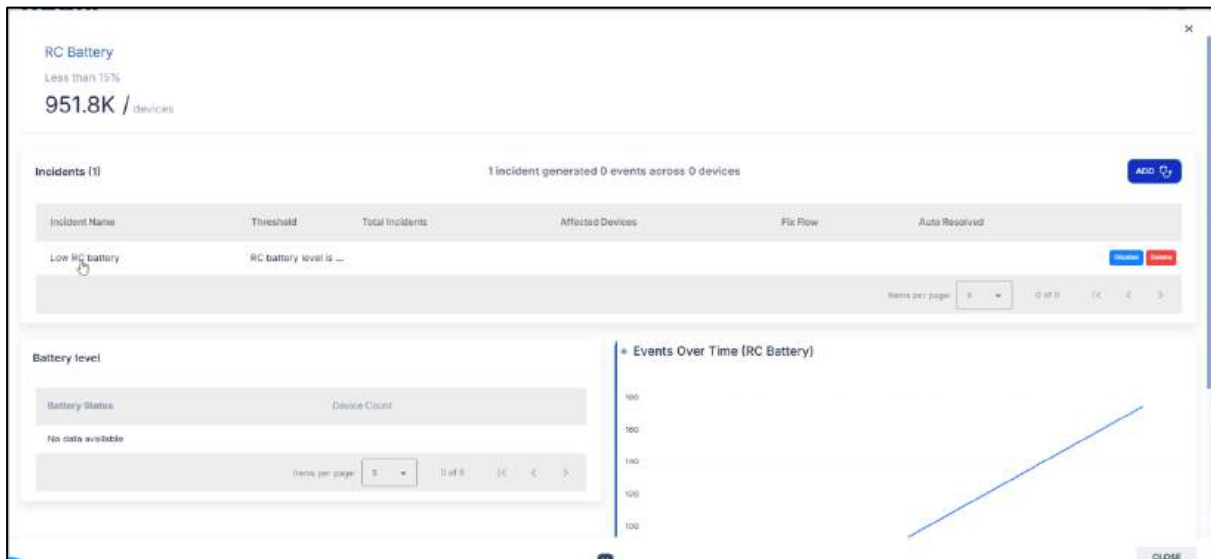 RC Battery
Less than 15%
951.8K / devices
Incidents (1)
1 incident generated 0 events across 0 devices
ADD
Incident Name Threshold Total Incidents Affected Devices Fix Flow Auto Resolved
Low RC battery RC battery level is ... Disable Delete
Items per page 5 0 of 0
Battery level
Battery Status Device Count
No data available
Items per page 5 0 of 0
Events Over Time (RC Battery)
180
160
140
120
100
CLOSE